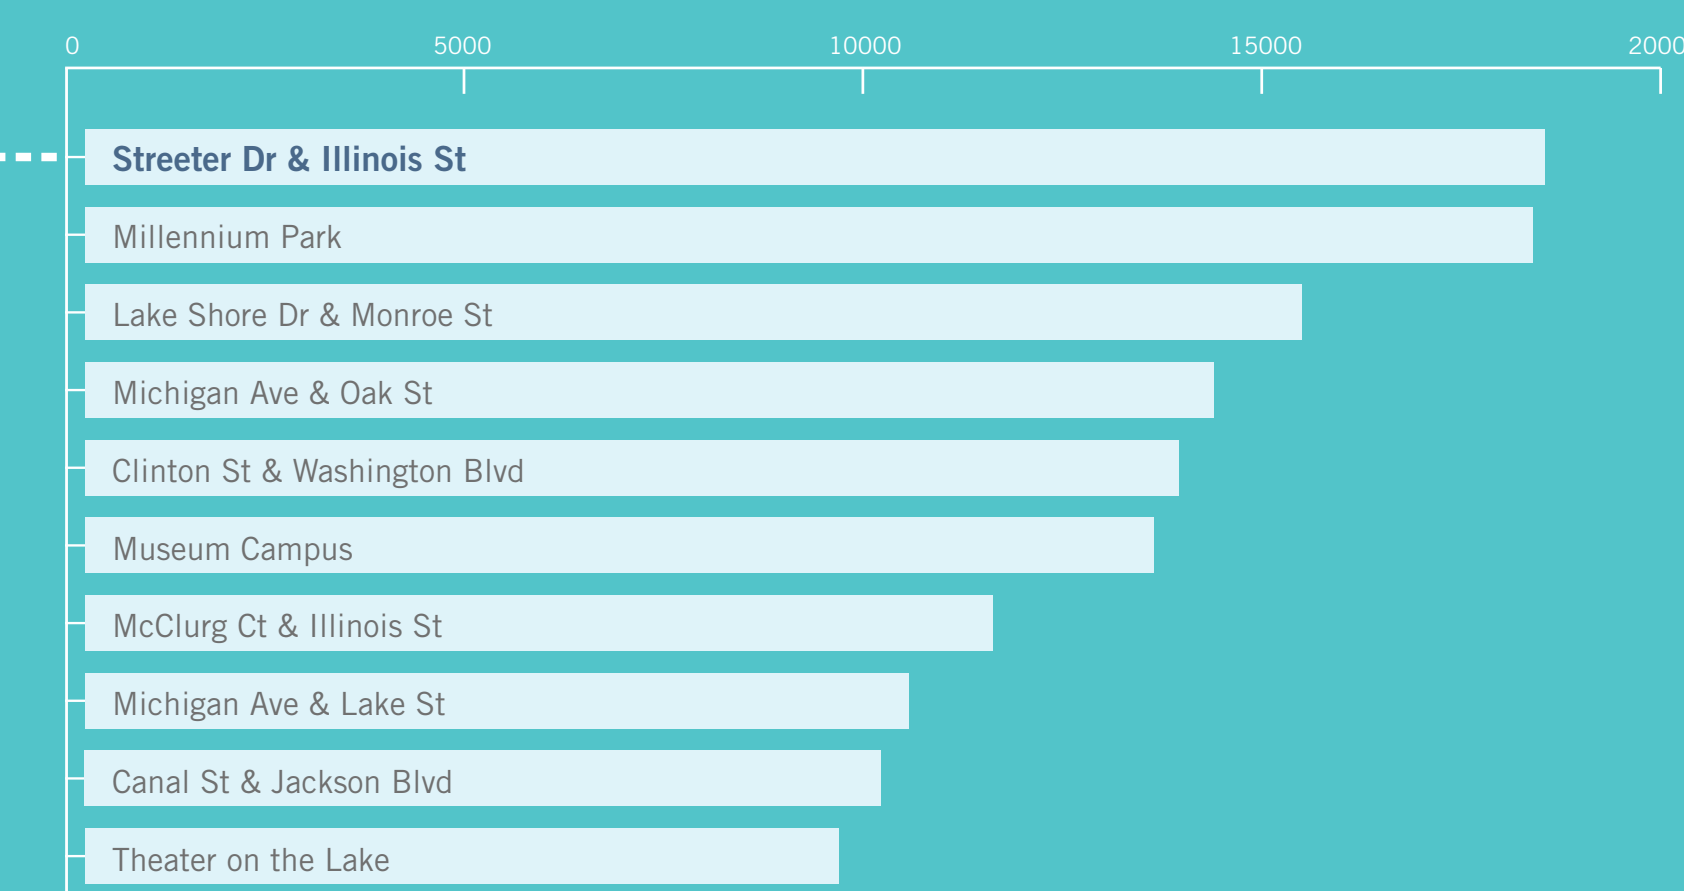 0 5000 10000 15000 2000
Streeter Dr & Illinois St
Millennium Park
Lake Shore Dr & Monroe St
Michigan Ave & Oak St
Clinton St & Washington Blvd
Museum Campus
McClurg Ct & Illinois St
Michigan Ave & Lake St
Canal St & Jackson Blvd
Theater on the Lake